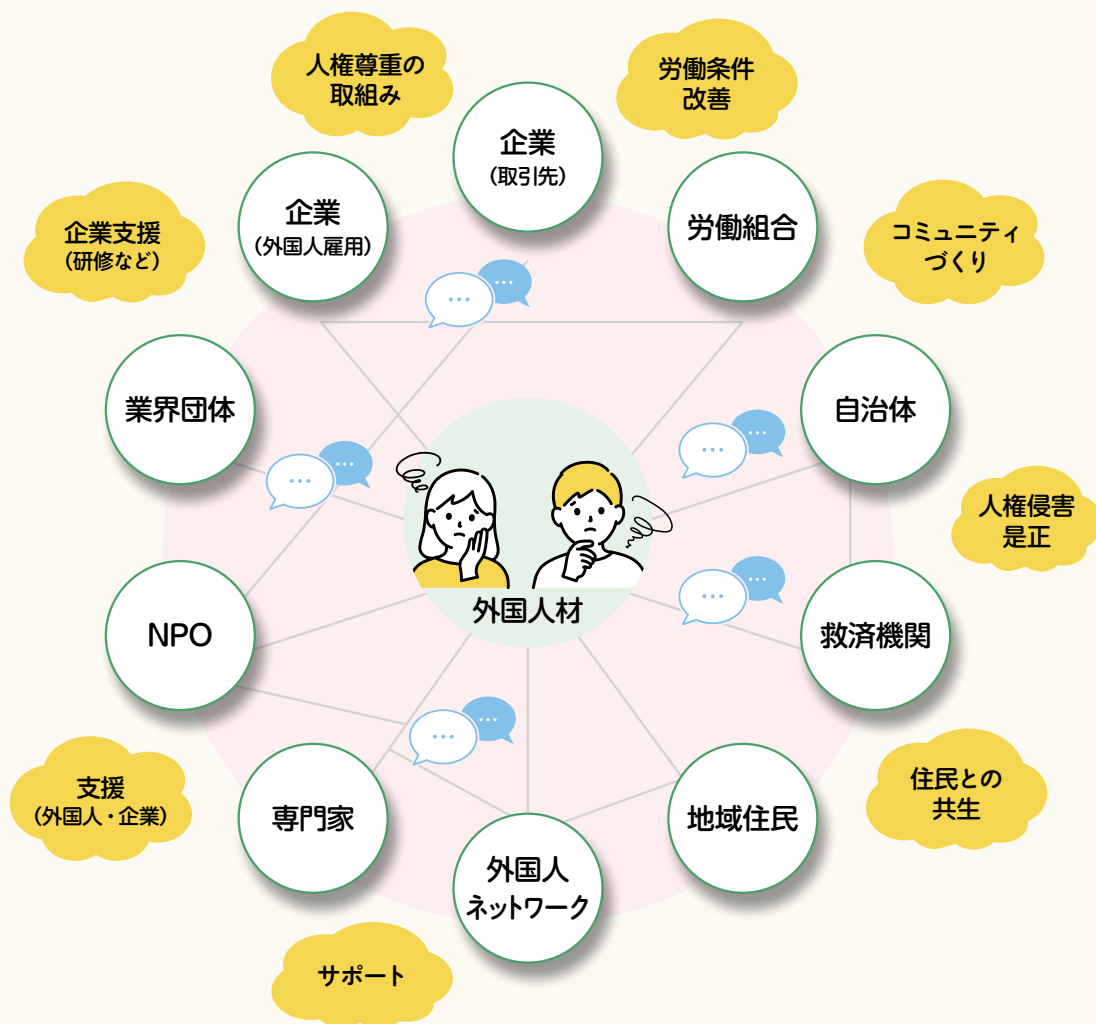 人権尊重の
取組み
労働条件
改善
企業
(取引先)
企業
(外国人雇用)
労働組合
企業支援
(研修など)
コミュニティ
づくり
業界団体
自治体
人権侵害
是正
外国人材
NPO
救済機関
支援
(外国人・企業)
住民との
共生
専門家
地域住民
外国人
ネットワーク
サポート